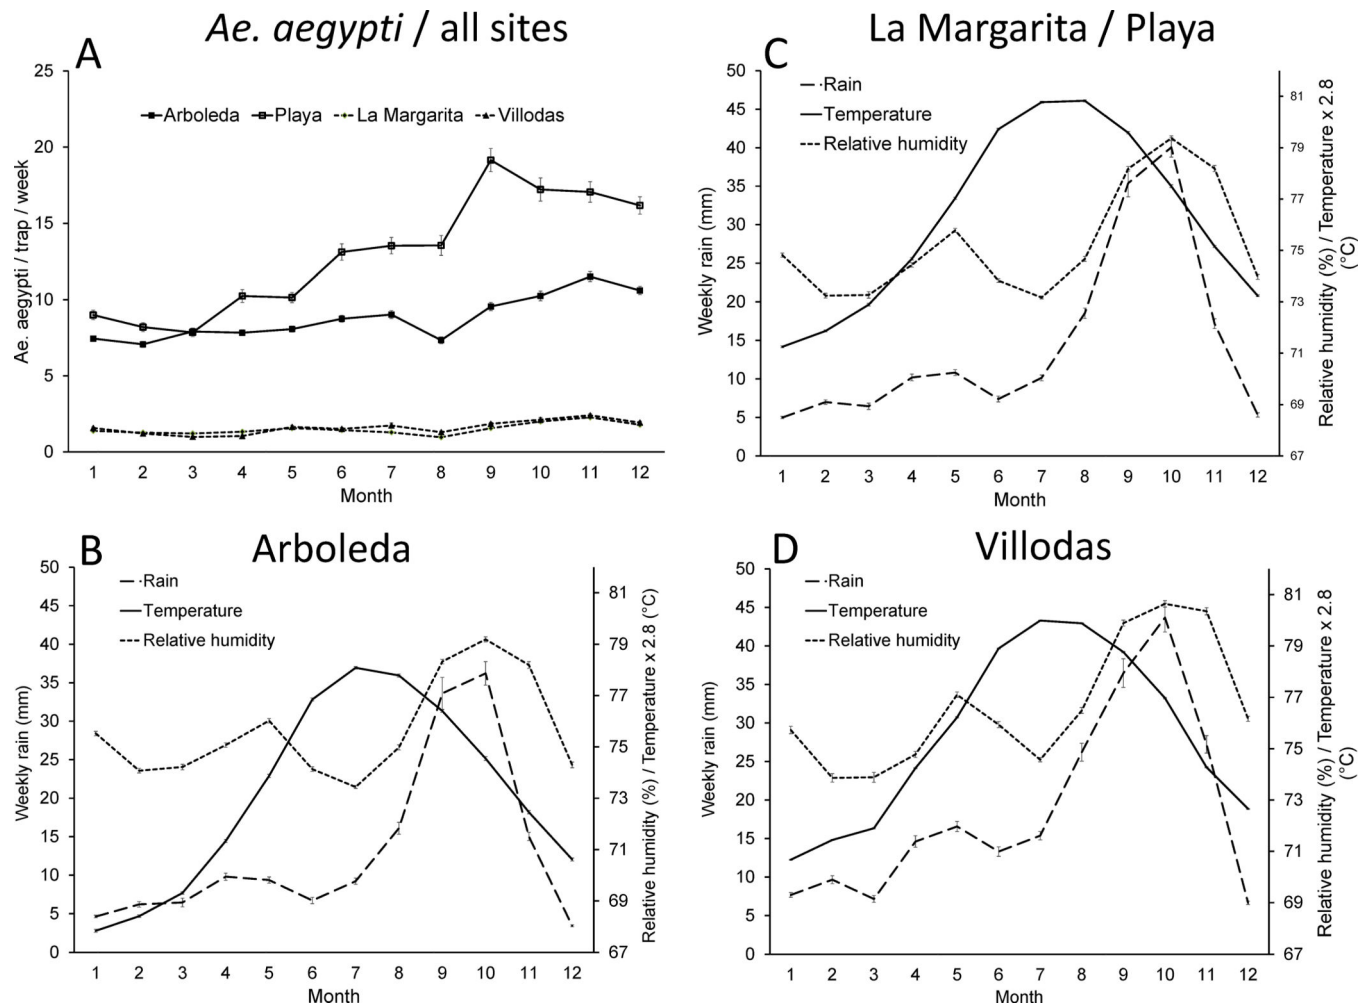 A
Ae. aegypti / all sites
25
20
15
10
5
0
Ae. aegypti / trap / week
Arboleda Playa La Margarita Villodas
1 2 3 4 5 6 7 8 9 10 11 12
Month
C
La Margarita / Playa
50
45
40
35
30
25
20
15
10
5
0
Weekly rain (mm)
Rain
Temperature
Relative humidity
81
79
77
75
73
71
69
67
Relative humidity (%) / Temperature x 2.8
(°C)
1 2 3 4 5 6 7 8 9 10 11 12
Month
B
Arboleda
50
45
40
35
30
25
20
15
10
5
0
Weekly rain (mm)
Rain
Temperature
Relative humidity
81
79
77
75
73
71
69
67
Relative humidity (%) / Temperature x 2.8 (°C)
1 2 3 4 5 6 7 8 9 10 11 12
Month
D
Villodas
50
45
40
35
30
25
20
15
10
5
0
Weekly rain (mm)
Rain
Temperature
Relative humidity
81
79
77
75
73
71
69
67
Relative humidity (%) / Temperature x 2.8
(°C)
1 2 3 4 5 6 7 8 9 10 11 12
Month